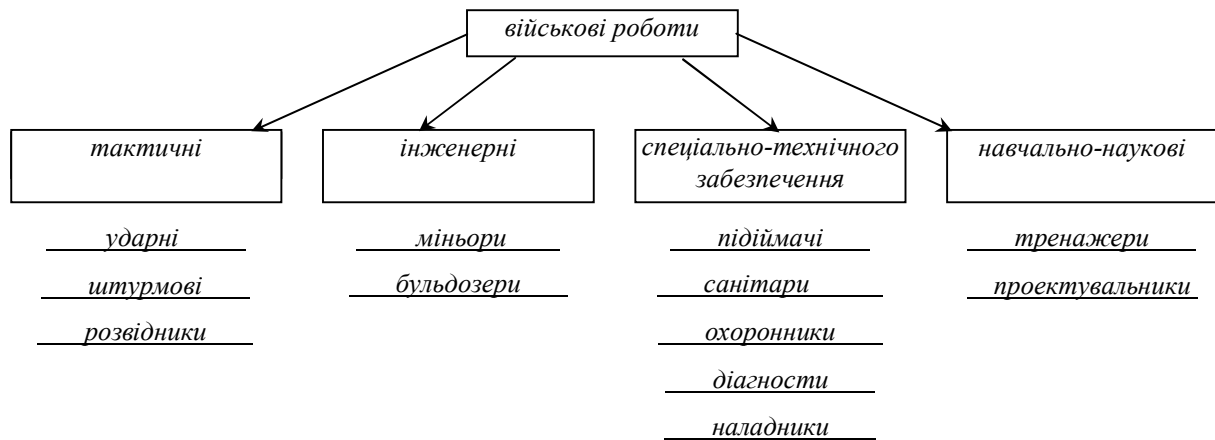 військові роботи
тактичні
інженерні
спеціально-технічного
забезпечення
навчально-наукові
ударні
штурмові
розвідники
міньори
бульдозери
підіймачі
санітари
охоронники
діагности
наладники
тренажери
проектувальники